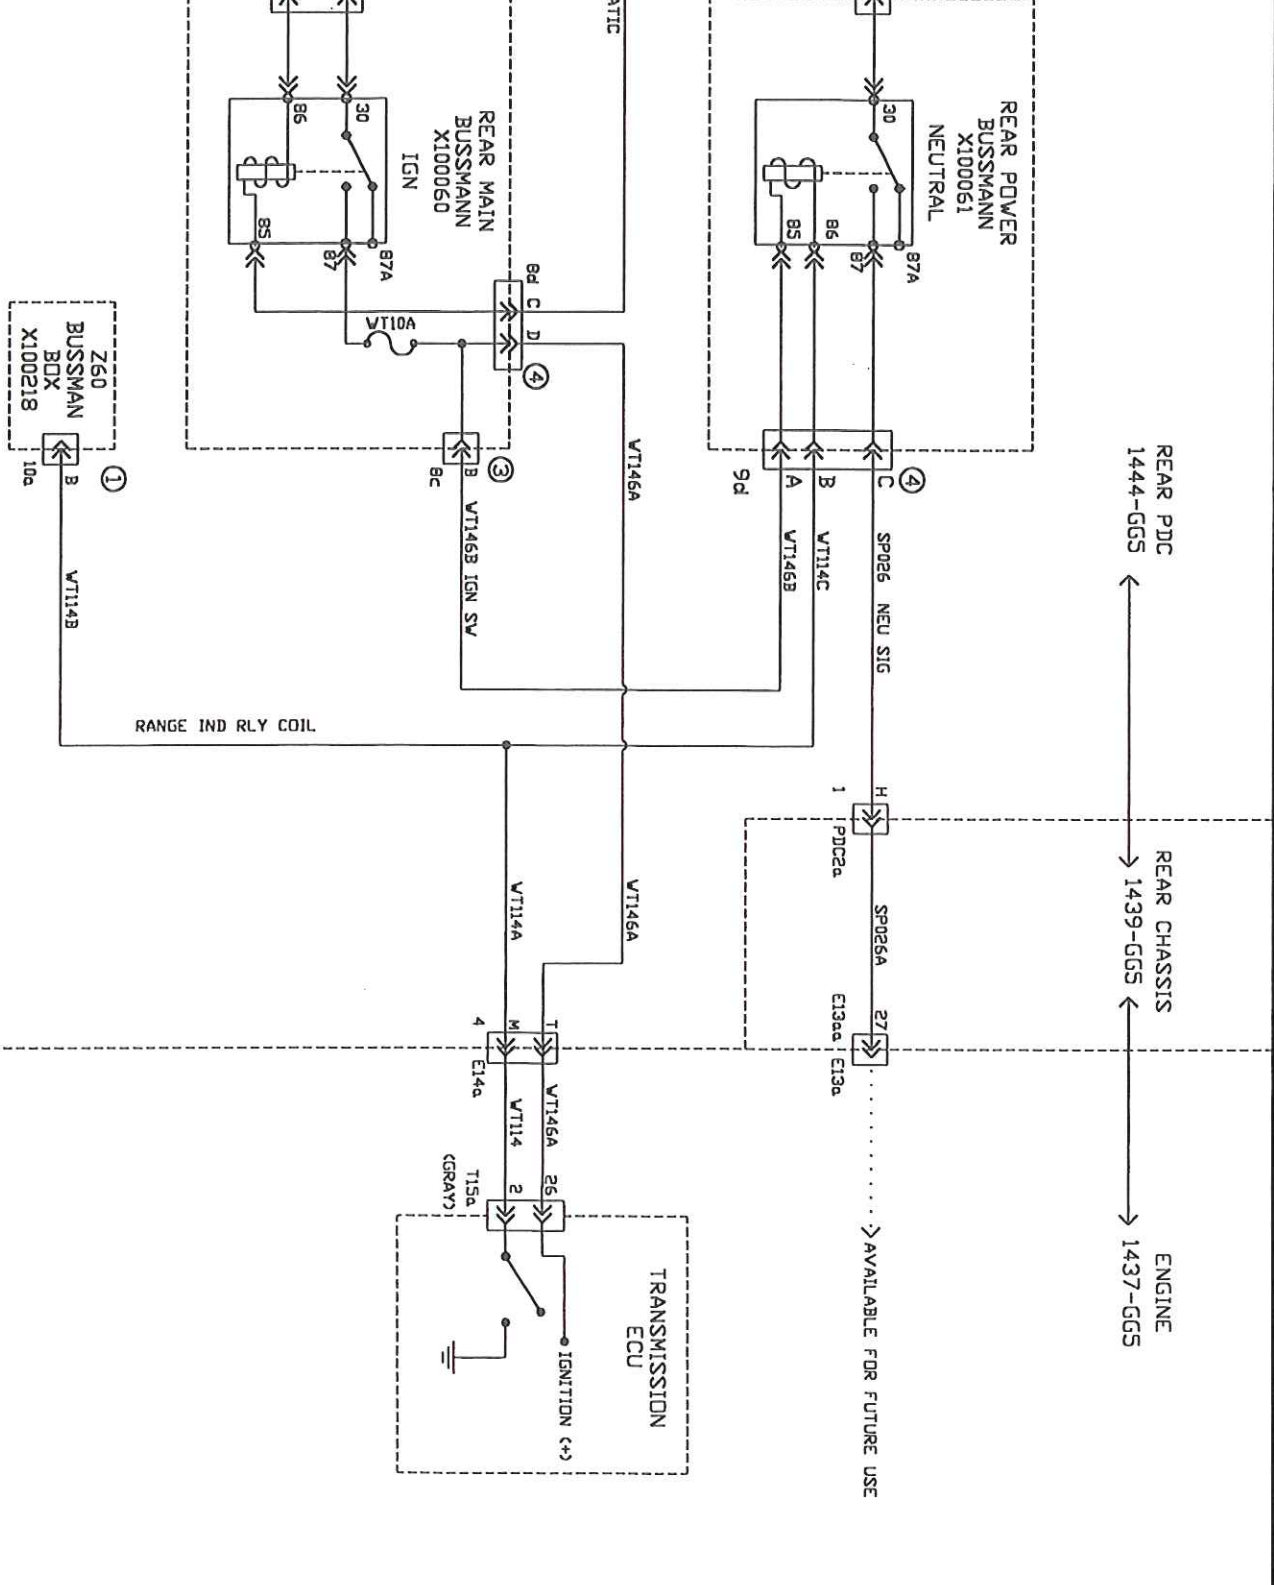 ATIC
REAR POWER
BUSSMANN
X100061
NEUTRAL
30
85
86
87
87A
REAR MAIN
BUSSMANN
X100060
IGN
86
30
85
87
87A
8d
C
D
4
WT10A
Z60
BUSSMAN
BOX
X100218
10a
B
1
8c
B
3
9d
A
B
C
4
WT146A
WT146B IGN SW
WT146B
WT114C
SP026 NEU SIG
WT114B
RANGE IND RLY COIL
REAR PDC
1444-GG5
REAR CHASSIS
1439-GG5
ENGINE
1437-GG5
1
H
PDC2a
SP026A
27
E13aa
E13a
AVAILABLE FOR FUTURE USE
WT114A
WT146A
4
M
T
E14a
WT114
WT146A
T15a
(GRAY)
2
26
TRANSMISSION
ECU
IGNITION (+)